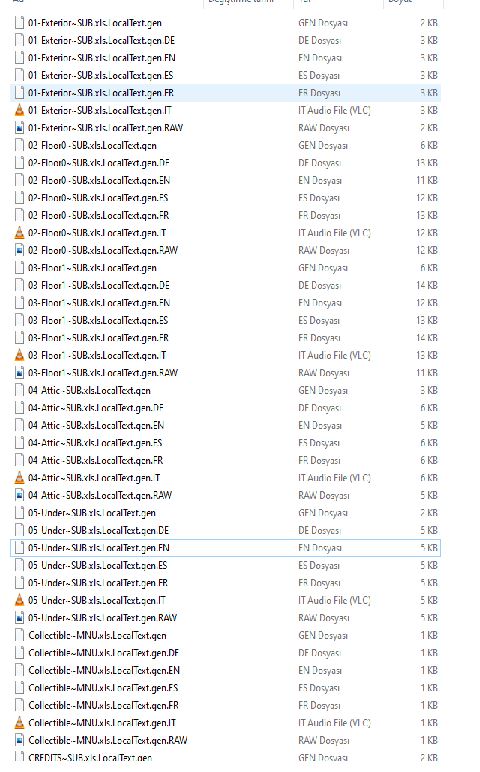 Değiştirme tarihi Tür Boyut
01-Exterior~SUB.xls.LocalText.gen GEN Dosyası 2 KB
01-Exterior~SUB.xls.LocalText.gen.DE DE Dosyası 3 KB
01-Exterior~SUB.xls.LocalText.gen.EN EN Dosyası 3 KB
01-Exterior~SUB.xls.LocalText.gen.ES ES Dosyası 3 KB
01-Exterior~SUB.xls.LocalText.gen.FR FR Dosyası 3 KB
01-Exterior~SUB.xls.LocalText.gen.IT IT Audio File (VLC) 3 KB
01-Exterior~SUB.xls.LocalText.gen.RAW RAW Dosyası 2 KB
02-Floor0~SUB.xls.LocalText.gen GEN Dosyası 6 KB
02-Floor0~SUB.xls.LocalText.gen.DE DE Dosyası 13 KB
02-Floor0~SUB.xls.LocalText.gen.EN EN Dosyası 11 KB
02-Floor0~SUB.xls.LocalText.gen.ES ES Dosyası 12 KB
02-Floor0~SUB.xls.LocalText.gen.FR FR Dosyası 13 KB
02-Floor0~SUB.xls.LocalText.gen.IT IT Audio File (VLC) 12 KB
02-Floor0~SUB.xls.LocalText.gen.RAW RAW Dosyası 12 KB
03-Floor1~SUB.xls.LocalText.gen GEN Dosyası 6 KB
03-Floor1~SUB.xls.LocalText.gen.DE DE Dosyası 14 KB
03-Floor1~SUB.xls.LocalText.gen.EN EN Dosyası 12 KB
03-Floor1~SUB.xls.LocalText.gen.ES ES Dosyası 13 KB
03-Floor1~SUB.xls.LocalText.gen.FR FR Dosyası 14 KB
03-Floor1~SUB.xls.LocalText.gen.IT IT Audio File (VLC) 13 KB
03-Floor1~SUB.xls.LocalText.gen.RAW RAW Dosyası 11 KB
04-Attic~SUB.xls.LocalText.gen GEN Dosyası 3 KB
04-Attic~SUB.xls.LocalText.gen.DE DE Dosyası 6 KB
04-Attic~SUB.xls.LocalText.gen.EN EN Dosyası 5 KB
04-Attic~SUB.xls.LocalText.gen.ES ES Dosyası 6 KB
04-Attic~SUB.xls.LocalText.gen.FR FR Dosyası 6 KB
04-Attic~SUB.xls.LocalText.gen.IT IT Audio File (VLC) 6 KB
04-Attic~SUB.xls.LocalText.gen.RAW RAW Dosyası 5 KB
05-Under~SUB.xls.LocalText.gen GEN Dosyası 2 KB
05-Under~SUB.xls.LocalText.gen.DE DE Dosyası 5 KB
05-Under~SUB.xls.LocalText.gen.EN EN Dosyası 5 KB
05-Under~SUB.xls.LocalText.gen.ES ES Dosyası 5 KB
05-Under~SUB.xls.LocalText.gen.FR FR Dosyası 5 KB
05-Under~SUB.xls.LocalText.gen.IT IT Audio File (VLC) 5 KB
05-Under~SUB.xls.LocalText.gen.RAW RAW Dosyası 5 KB
Collectible~MNU.xls.LocalText.gen GEN Dosyası 1 KB
Collectible~MNU.xls.LocalText.gen.DE DE Dosyası 1 KB
Collectible~MNU.xls.LocalText.gen.EN EN Dosyası 1 KB
Collectible~MNU.xls.LocalText.gen.ES ES Dosyası 1 KB
Collectible~MNU.xls.LocalText.gen.FR FR Dosyası 1 KB
Collectible~MNU.xls.LocalText.gen.IT IT Audio File (VLC) 1 KB
Collectible~MNU.xls.LocalText.gen.RAW RAW Dosyası 1 KB
CREDITS~SUB.xls.LocalText.gen GEN Dosyası 2 KB